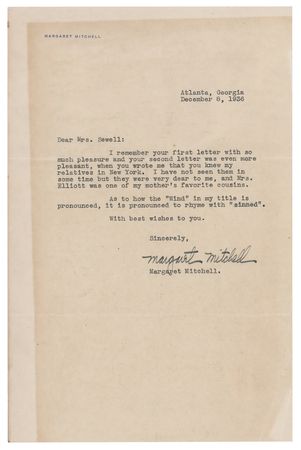 MARGARET MITCHELL
Atlanta, Georgia
December 8, 1936
Dear Mrs. Sewell:
I remember your first letter with so
much pleasure and your second letter was even more
pleasant, when you wrote me that you knew my
relatives in New York. I have not seen them in
some time but they were very dear to me, and Mrs.
Elliott was one of my mother's favorite cousins.
As to how the "Wind" in my title is
pronounced, it is pronounced to rhyme with "sinned".
With best wishes to you.
Sincerely,
Margaret Mitchell
Margaret Mitchell.